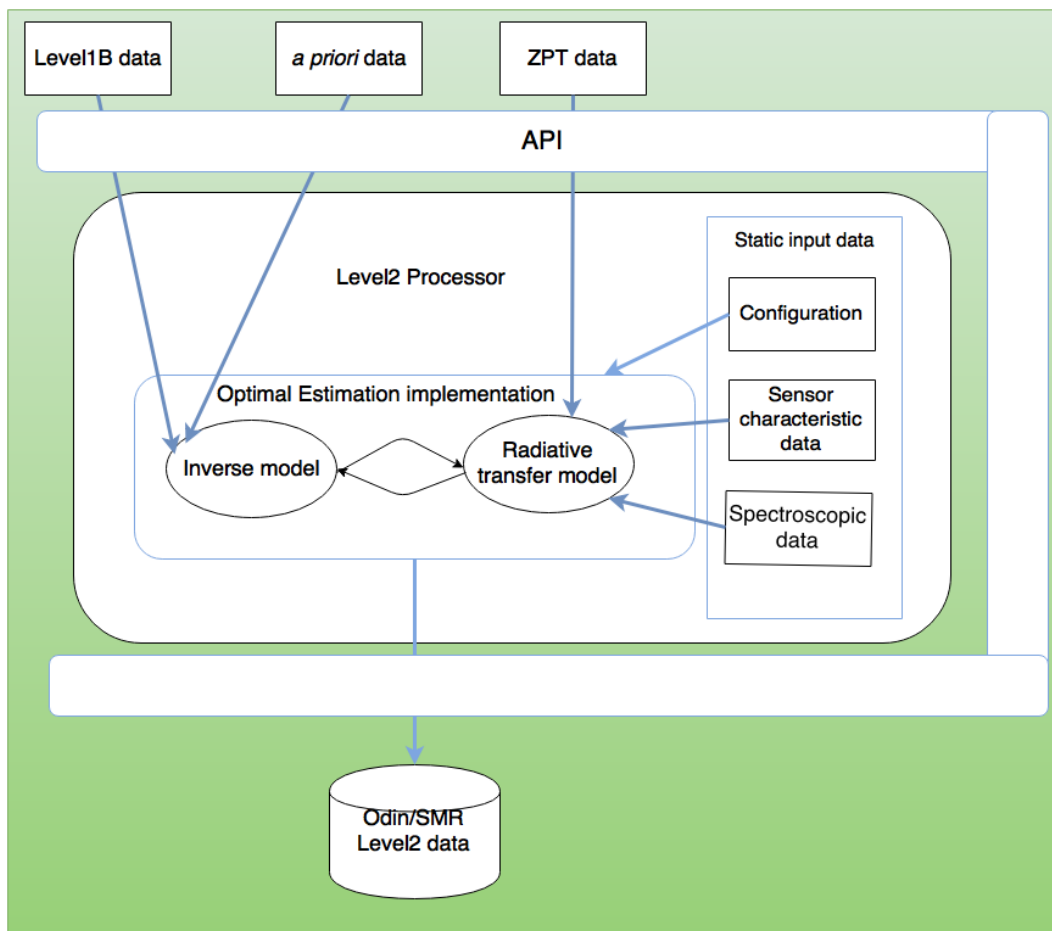 Level1B data
a priori data
ZPT data
API
Static input data
Level2 Processor
Configuration
Optimal Estimation implementation
Sensor
characteristic
data
Inverse model
Radiative
transfer model
Spectroscopic
data
Odin/SMR
Level2 data